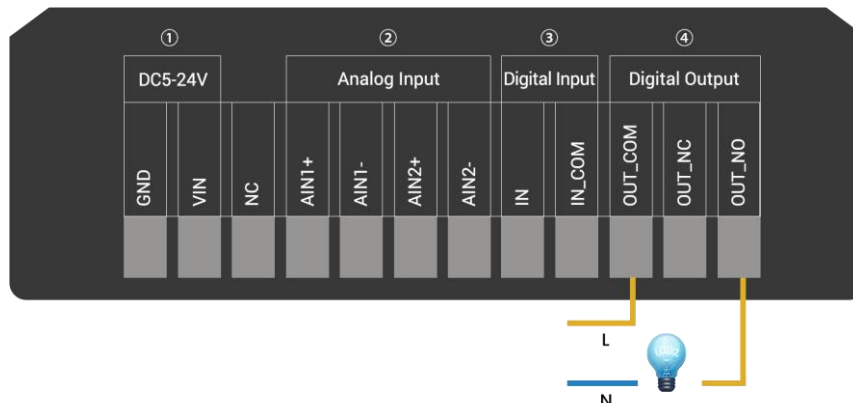 ① ② ③ ④
DC5-24V Analog Input Digital Input Digital Output
GND VIN NC AIN1+ AIN1- AIN2+ AIN2- IN IN_COM OUT_COM OUT_NC OUT_NO
L
N